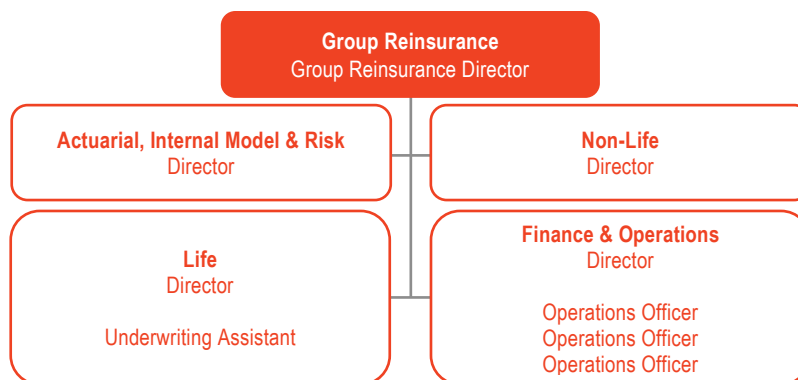 Group Reinsurance
Group Reinsurance Director
Actuarial, Internal Model & Risk
Director
Non-Life
Director
Life
Director
Underwriting Assistant
Finance & Operations
Director
Operations Officer
Operations Officer
Operations Officer